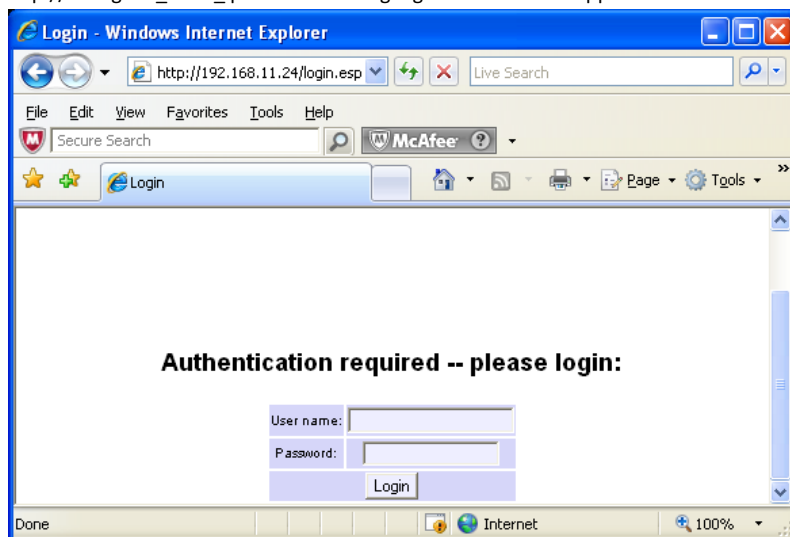 Login - Windows Internet Explorer
http://192.168.11.24/login.esp
Live Search
File Edit View Favorites Tools Help
Secure Search
McAfee ?
Login
Page Tools »
Authentication required -- please login:
User name:
Password:
Login
Done
Internet
100%